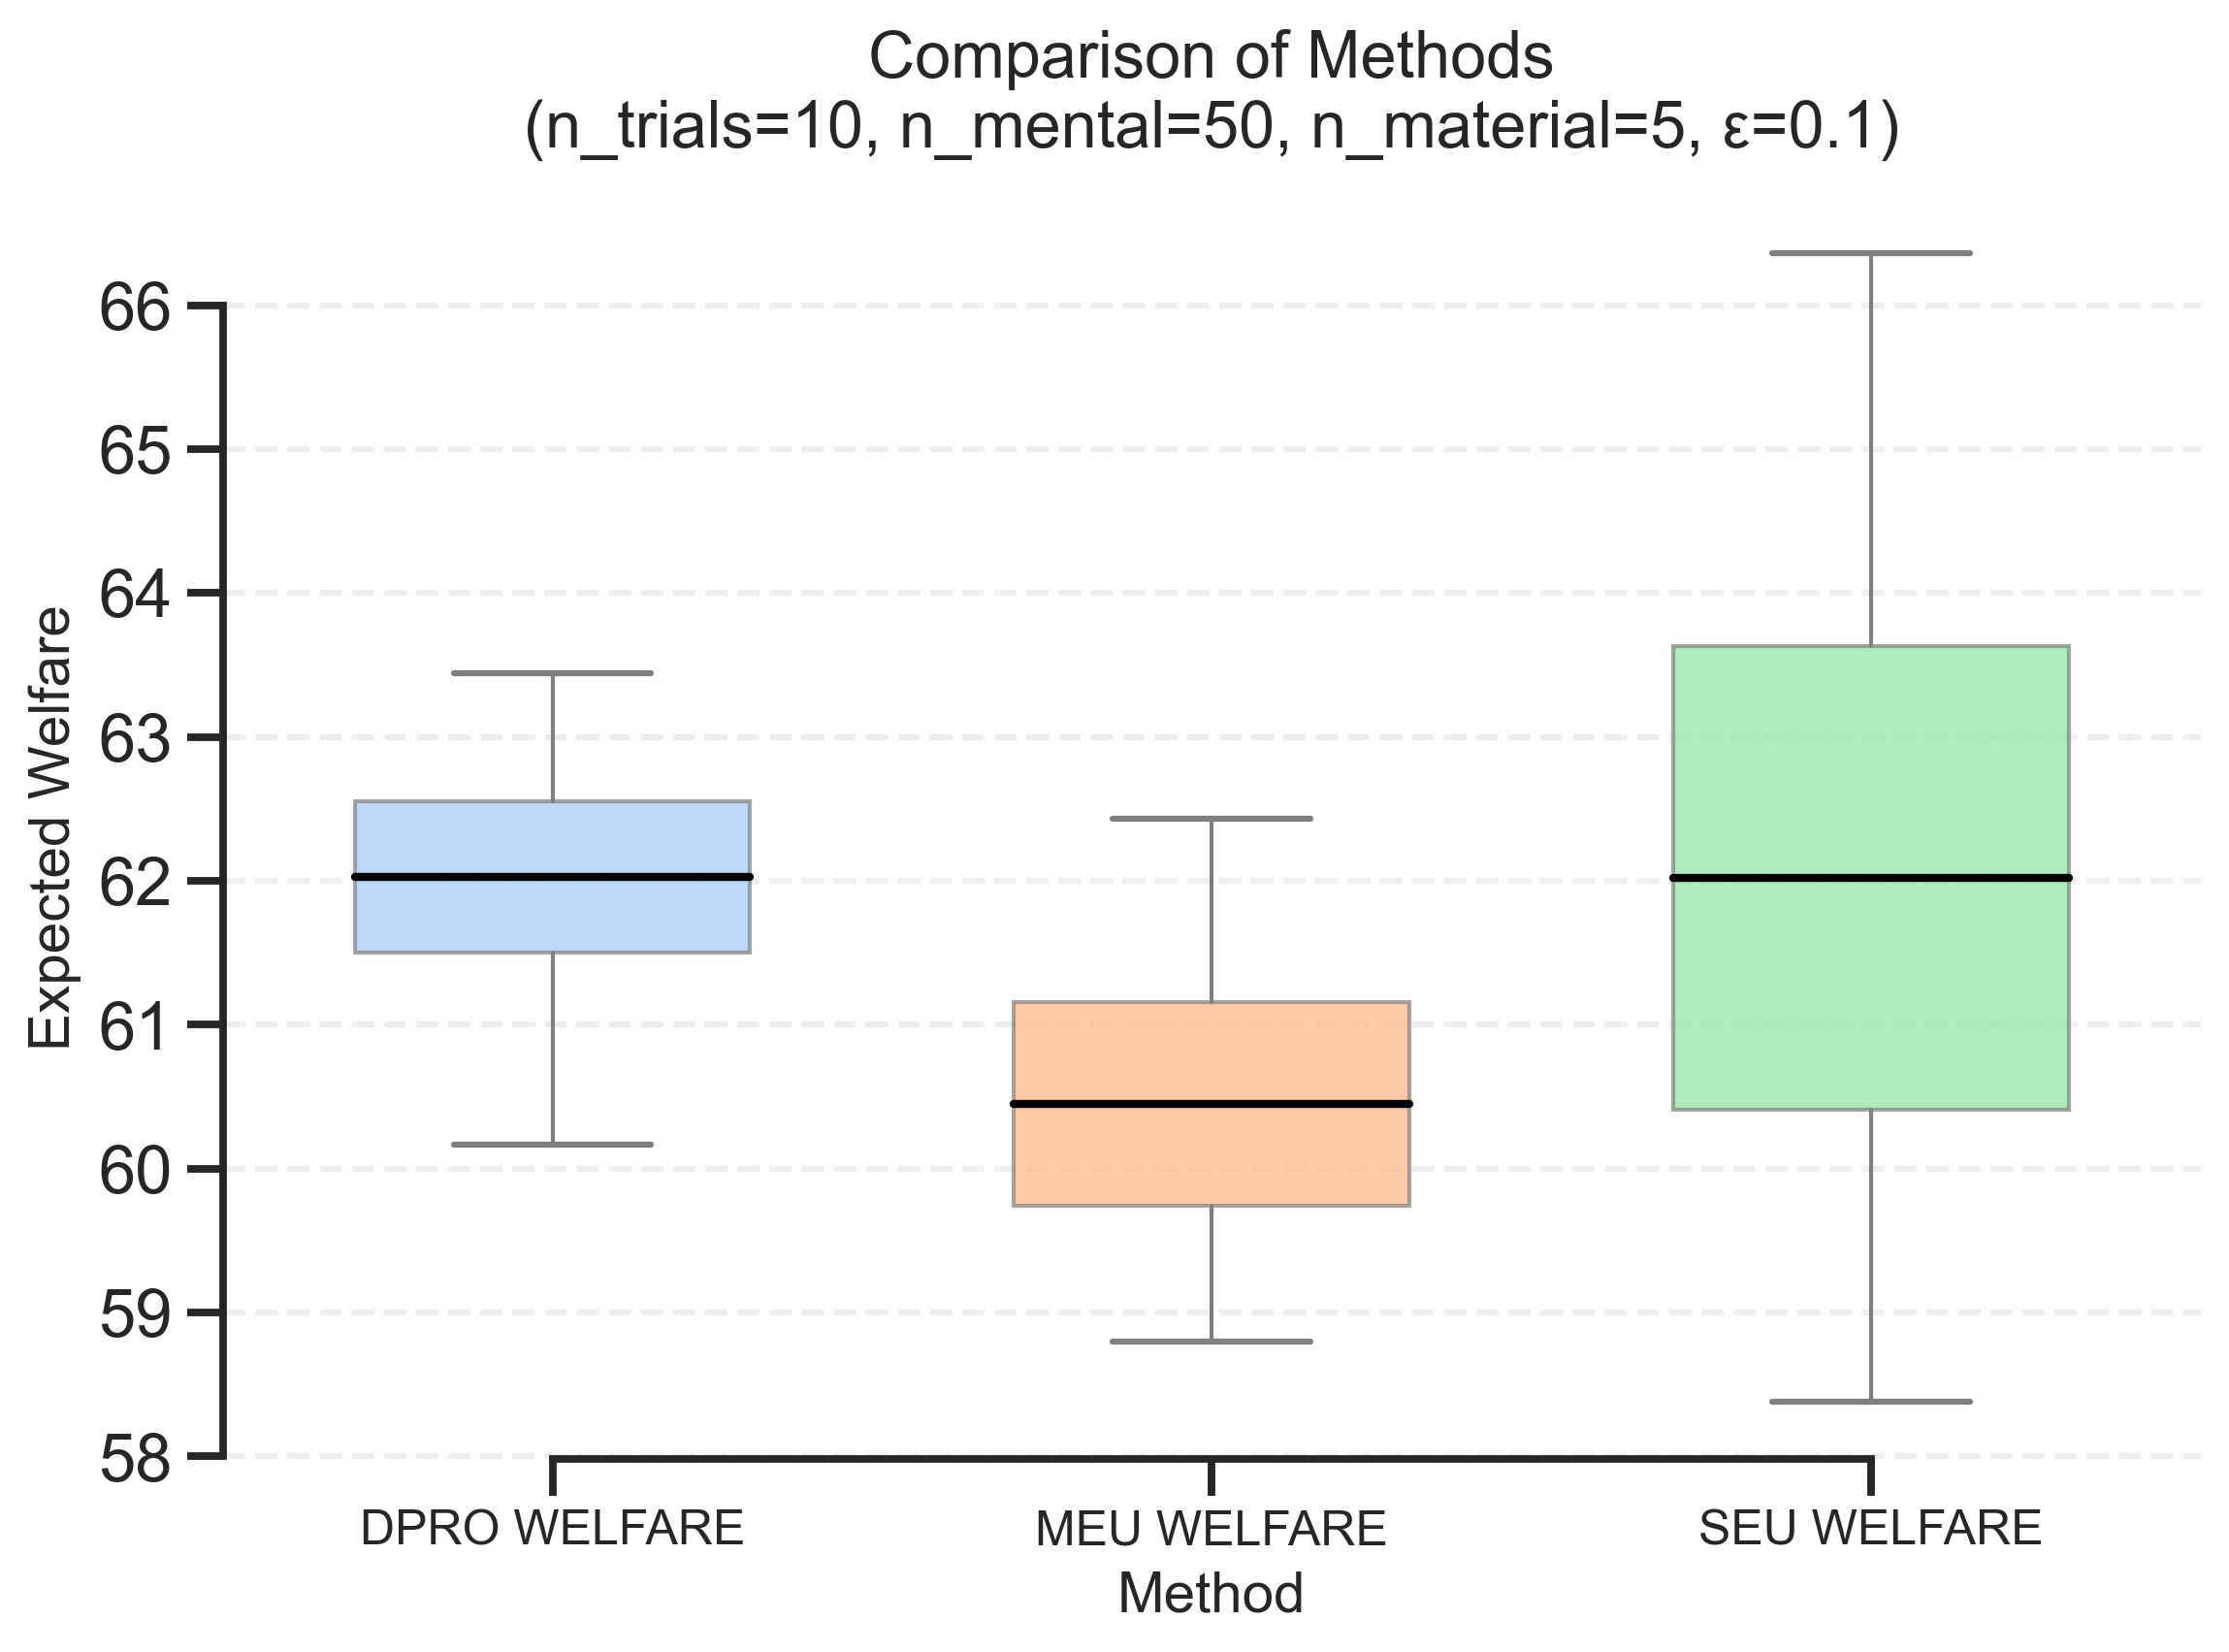 Comparison of Methods
(n_trials=10, n_mental=50, n_material=5, ε=0.1)
Expected Welfare
66
65
64
63
62
61
60
59
58
DPRO WELFARE
MEU WELFARE
SEU WELFARE
Method